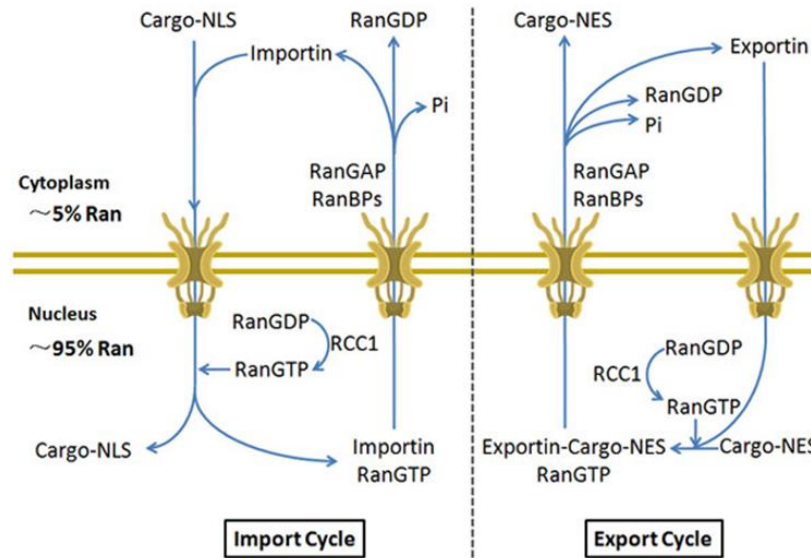 Cargo-NLS
RanGDP
Importin
Pi
RanGAP
RanBPs
Cytoplasm
～5% Ran
Nucleus
～95% Ran
RanGDP
RCC1
RanGTP
Cargo-NLS
Importin
RanGTP
Import Cycle
Cargo-NES
Exportin
RanGDP
Pi
RanGAP
RanBPs
RanGDP
RCC1
RanGTP
Exportin-Cargo-NES
RanGTP
Cargo-NES
Export Cycle